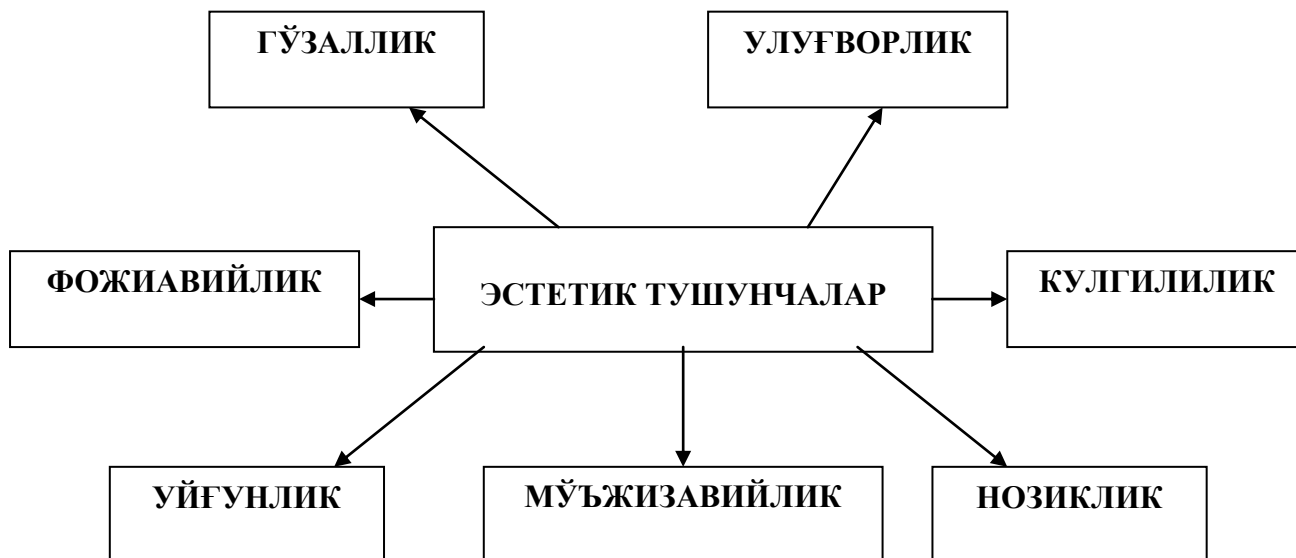 ГЎЗАЛЛИК
УЛУҒВОРЛИК
ФОЖИАВИЙЛИК
ЭСТЕТИК ТУШУНЧАЛАР
КУЛГИЛИЛИК
УЙҒУНЛИК
МЎЪЖИЗАВИЙЛИК
НОЗИКЛИК